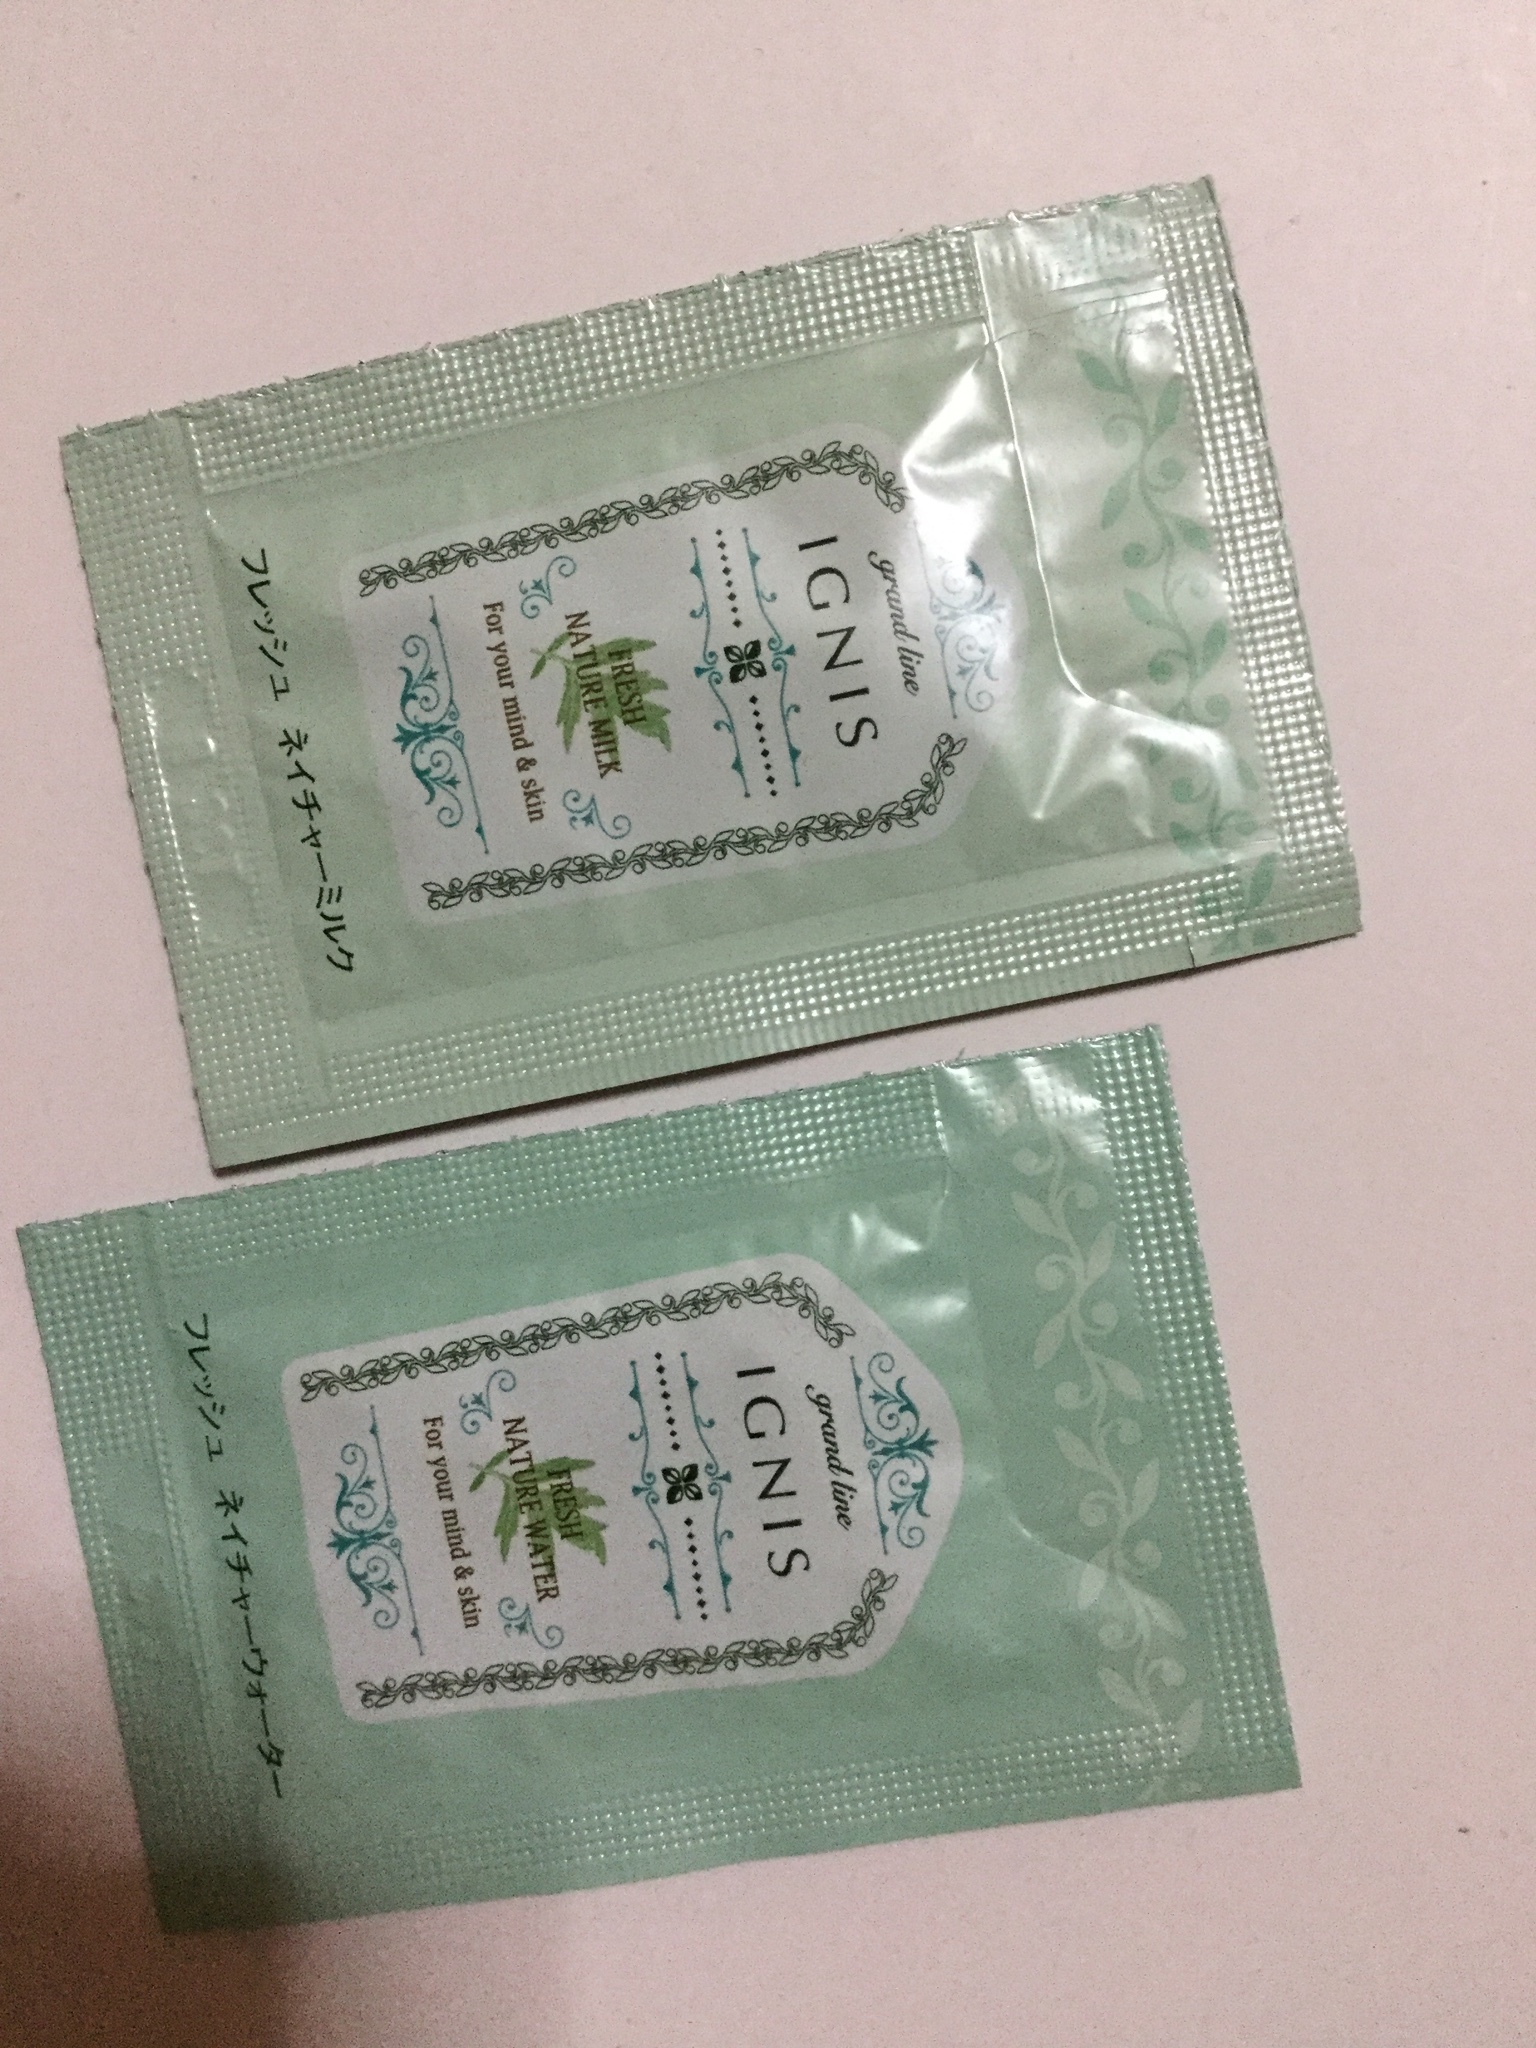 grand line
IGNIS
FRESH
NATURE MILK
For your mind & skin
フレッシュ ネイチャーミルク
grand line
IGNIS
FRESH
NATURE WATER
For your mind & skin
フレッシュ ネイチャーウォーター